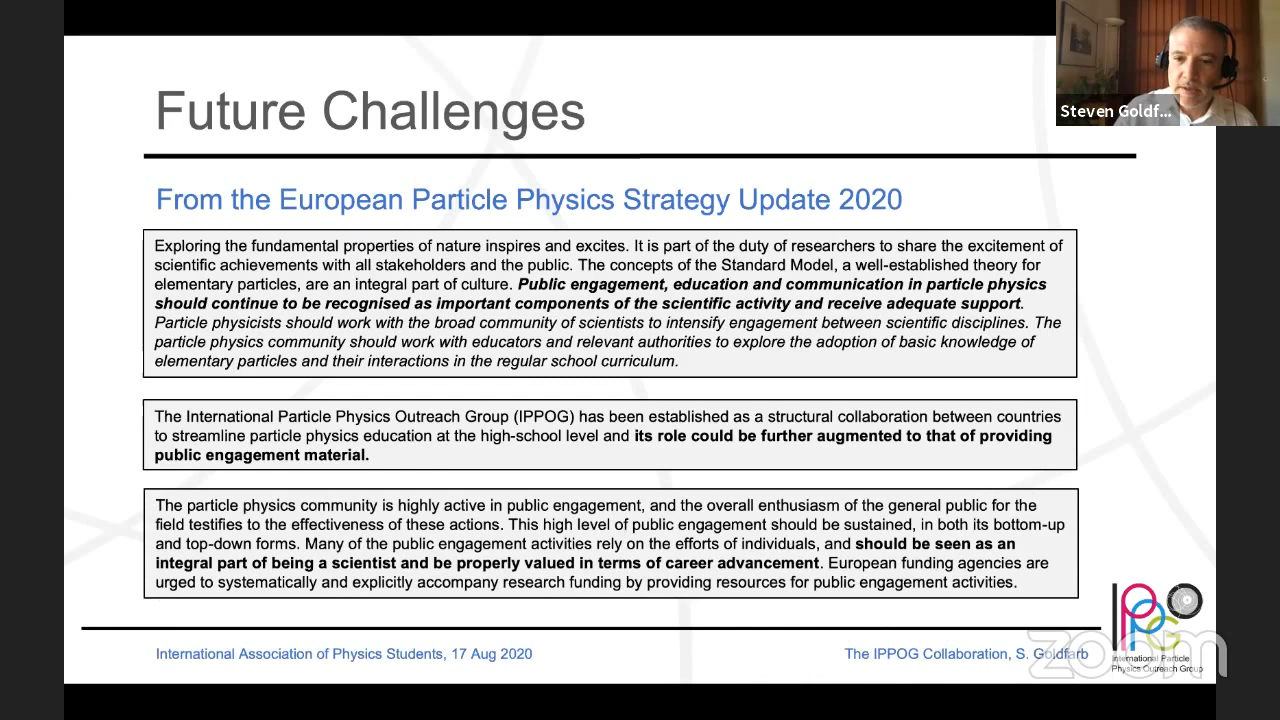 Steven Goldf...
Future Challenges
From the European Particle Physics Strategy Update 2020
Exploring the fundamental properties of nature inspires and excites. It is part of the duty of researchers to share the excitement of
scientific achievements with all stakeholders and the public. The concepts of the Standard Model, a well-established theory for
elementary particles, are an integral part of culture. Public engagement, education and communication in particle physics
should continue to be recognised as important components of the scientific activity and receive adequate support.
Particle physicists should work with the broad community of scientists to intensify engagement between scientific disciplines. The
particle physics community should work with educators and relevant authorities to explore the adoption of basic knowledge of
elementary particles and their interactions in the regular school curriculum.
The International Particle Physics Outreach Group (IPPOG) has been established as a structural collaboration between countries
to streamline particle physics education at the high-school level and its role could be further augmented to that of providing
public engagement material.
The particle physics community is highly active in public engagement, and the overall enthusiasm of the general public for the
field testifies to the effectiveness of these actions. This high level of public engagement should be sustained, in both its bottom-up
and top-down forms. Many of the public engagement activities rely on the efforts of individuals, and should be seen as an
integral part of being a scientist and be properly valued in terms of career advancement. European funding agencies are
urged to systematically and explicitly accompany research funding by providing resources for public engagement activities.
International Association of Physics Students, 17 Aug 2020
The IPPOG Collaboration, S. Goldfarb
IPPOG
International Particle
Physics Outreach Group
zoom